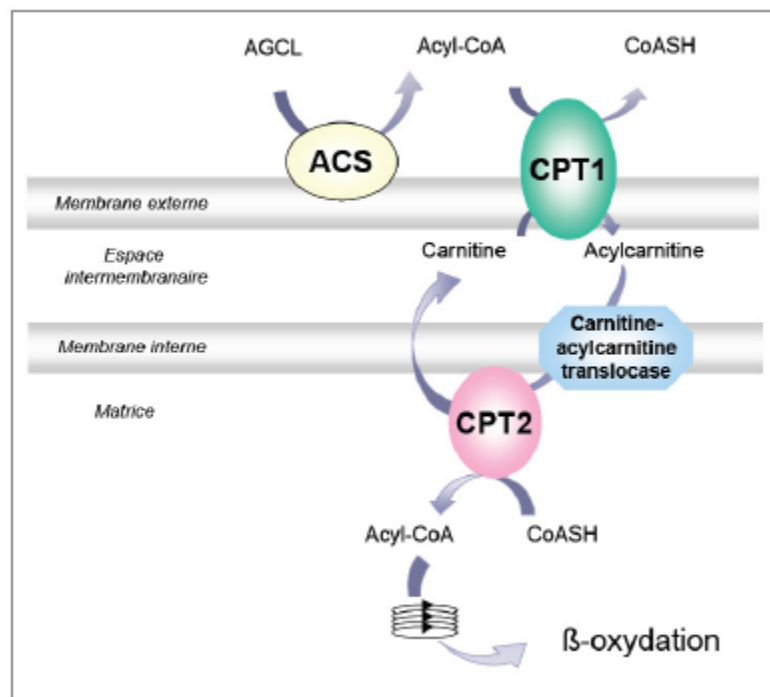 AGCL
Acyl-CoA
CoASH
ACS
CPT1
Membrane externe
Espace
intermembranaire
Carnitine
Acylcarnitine
Membrane interne
Carnitine-
acylcarnitine
translocase
Matrice
CPT2
Acyl-CoA
CoASH
ß-oxydation